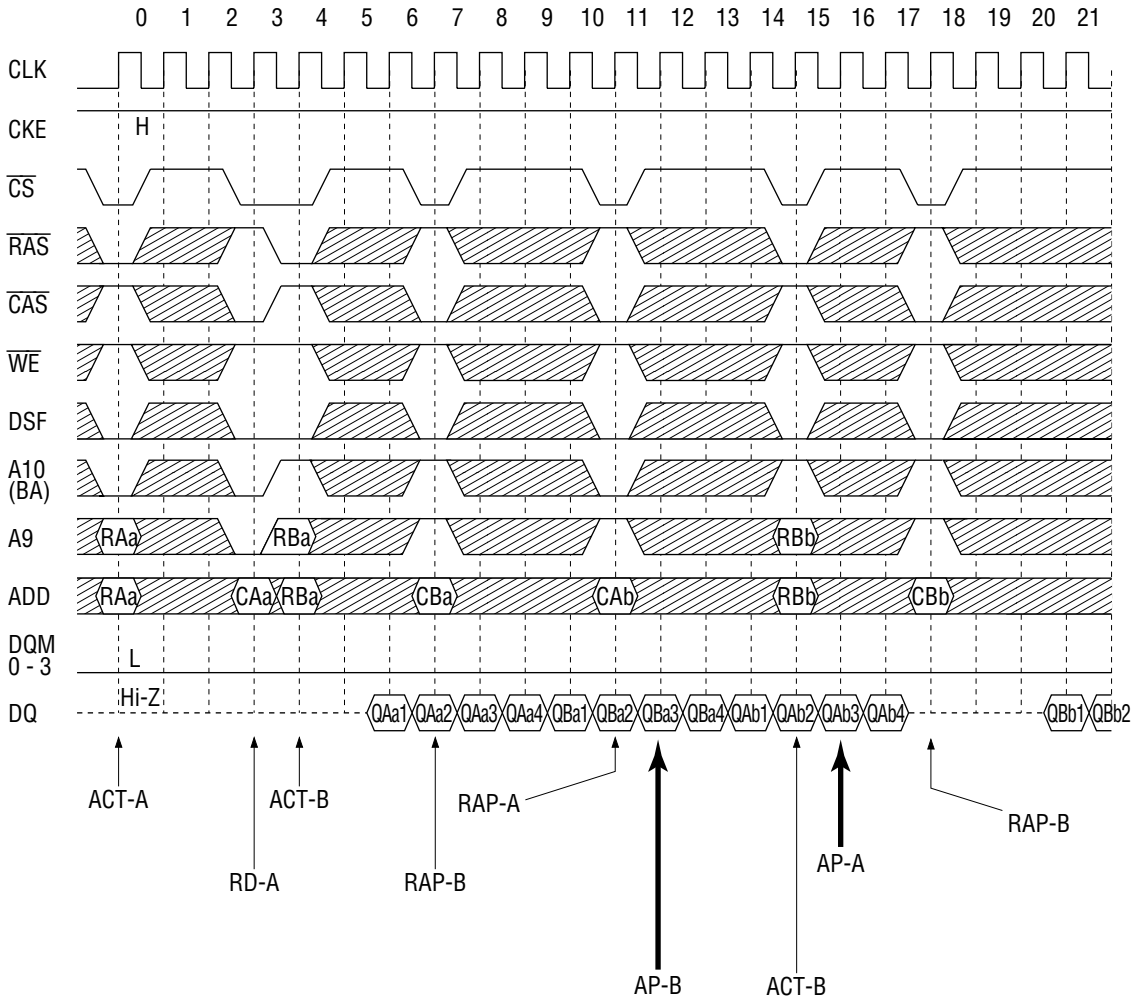 0 1 2 3 4 5 6 7 8 9 10 11 12 13 14 15 16 17 18 19 20 21
CLK
CKE H
CS
RAS
CAS
WE
DSF
A10
(BA)
A9 RAa RBa RBb
ADD RAa CAa RBa CBa CAb RBb CBb
DQM
0 - 3 L
DQ Hi-Z QAa1 QAa2 QAa3 QAa4 QBa1 QBa2 QBa3 QBa4 QAb1 QAb2 QAb3 QAb4 QBb1 QBb2
ACT-A ACT-B RAP-A RAP-B
RD-A RAP-B AP-A
AP-B ACT-B